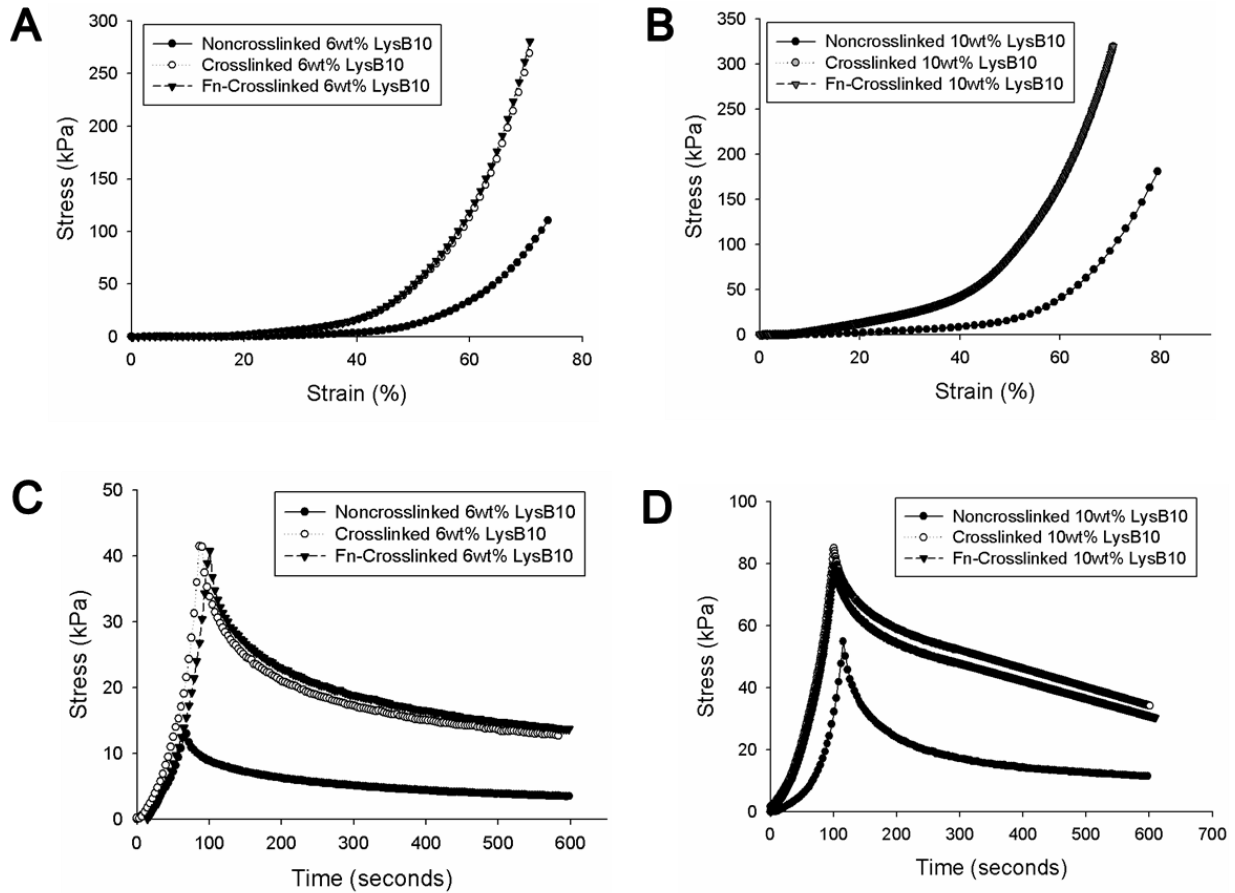 A
Noncrosslinked 6wt% LysB10
Crosslinked 6wt% LysB10
Fn-Crosslinked 6wt% LysB10
Stress (kPa)
300
250
200
150
100
50
0
0 20 40 60 80
Strain (%)
B
Noncrosslinked 10wt% LysB10
Crosslinked 10wt% LysB10
Fn-Crosslinked 10wt% LysB10
Stress (kPa)
350
300
250
200
150
100
50
0
0 20 40 60 80
Strain (%)
C
Noncrosslinked 6wt% LysB10
Crosslinked 6wt% LysB10
Fn-Crosslinked 6wt% LysB10
Stress (kPa)
50
40
30
20
10
0
0 100 200 300 400 500 600
Time (seconds)
D
Noncrosslinked 10wt% LysB10
Crosslinked 10wt% LysB10
Fn-Crosslinked 10wt% LysB10
Stress (kPa)
100
80
60
40
20
0
0 100 200 300 400 500 600 700
Time (seconds)